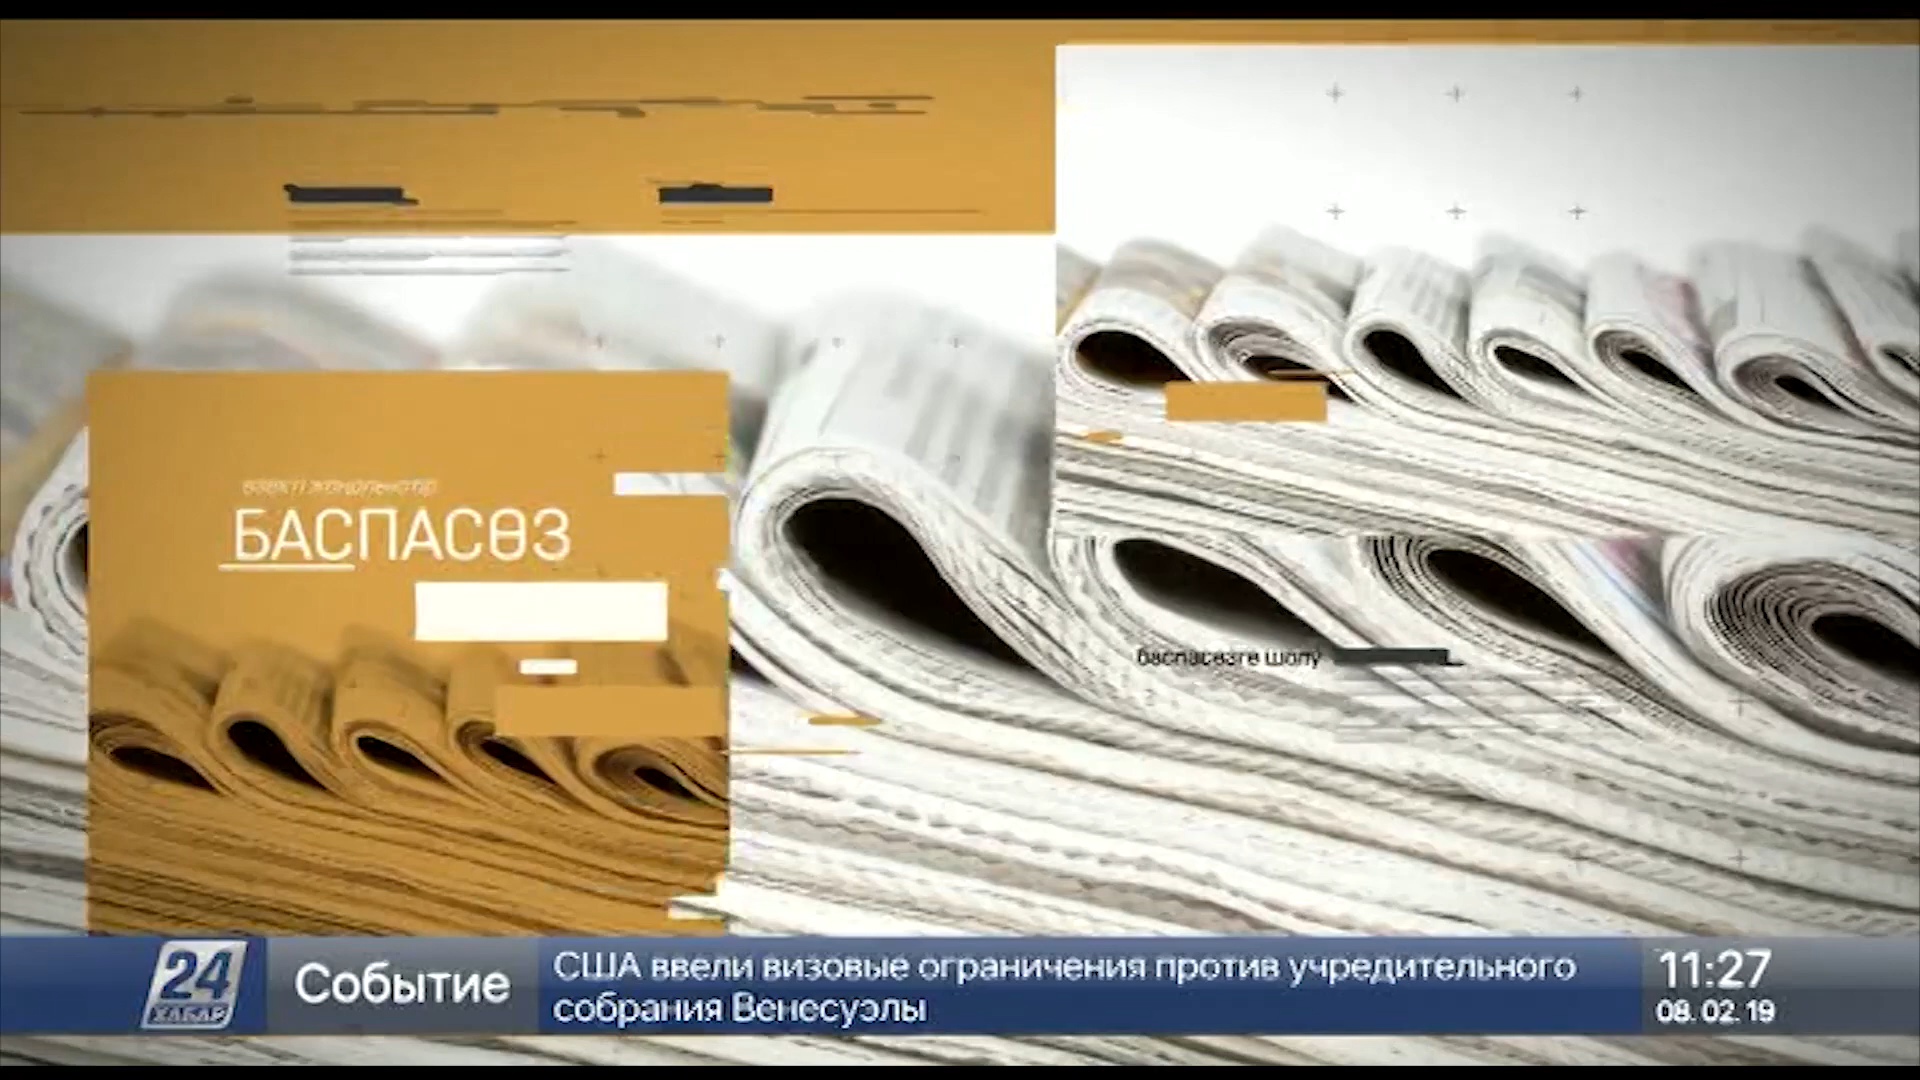 БАСПАСӨЗ
баспасөзге шолу
24
ХАБАР
Событие
США ввели визовые ограничения против учредительного
собрания Венесуэлы
11:27
08. 02. 19